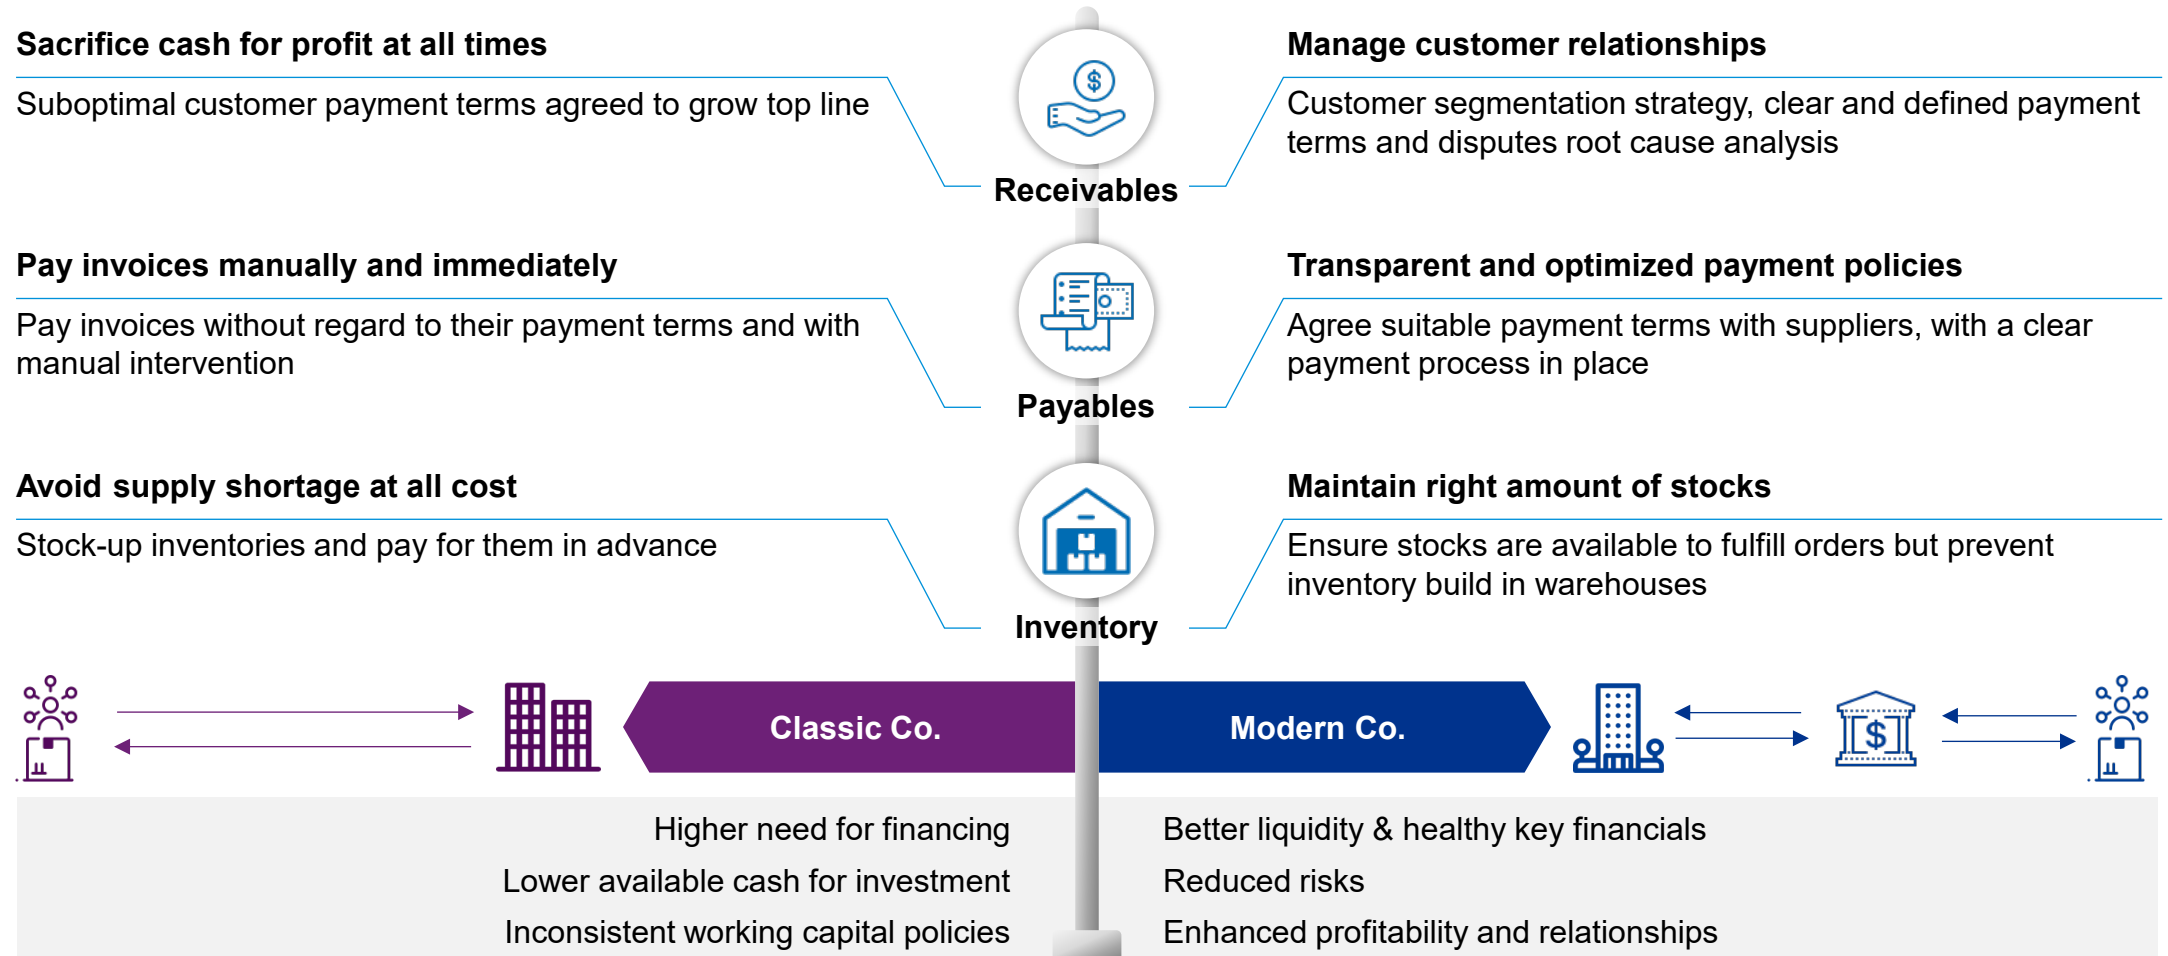 Sacrifice cash for profit at all times
Suboptimal customer payment terms agreed to grow top line
Receivables
Manage customer relationships
Customer segmentation strategy, clear and defined payment
terms and disputes root cause analysis
Pay invoices manually and immediately
Pay invoices without regard to their payment terms and with
manual intervention
Payables
Transparent and optimized payment policies
Agree suitable payment terms with suppliers, with a clear
payment process in place
Avoid supply shortage at all cost
Stock-up inventories and pay for them in advance
Inventory
Maintain right amount of stocks
Ensure stocks are available to fulfill orders but prevent
inventory build in warehouses
Classic Co.
Modern Co.
Higher need for financing
Lower available cash for investment
Inconsistent working capital policies
Better liquidity & healthy key financials
Reduced risks
Enhanced profitability and relationships